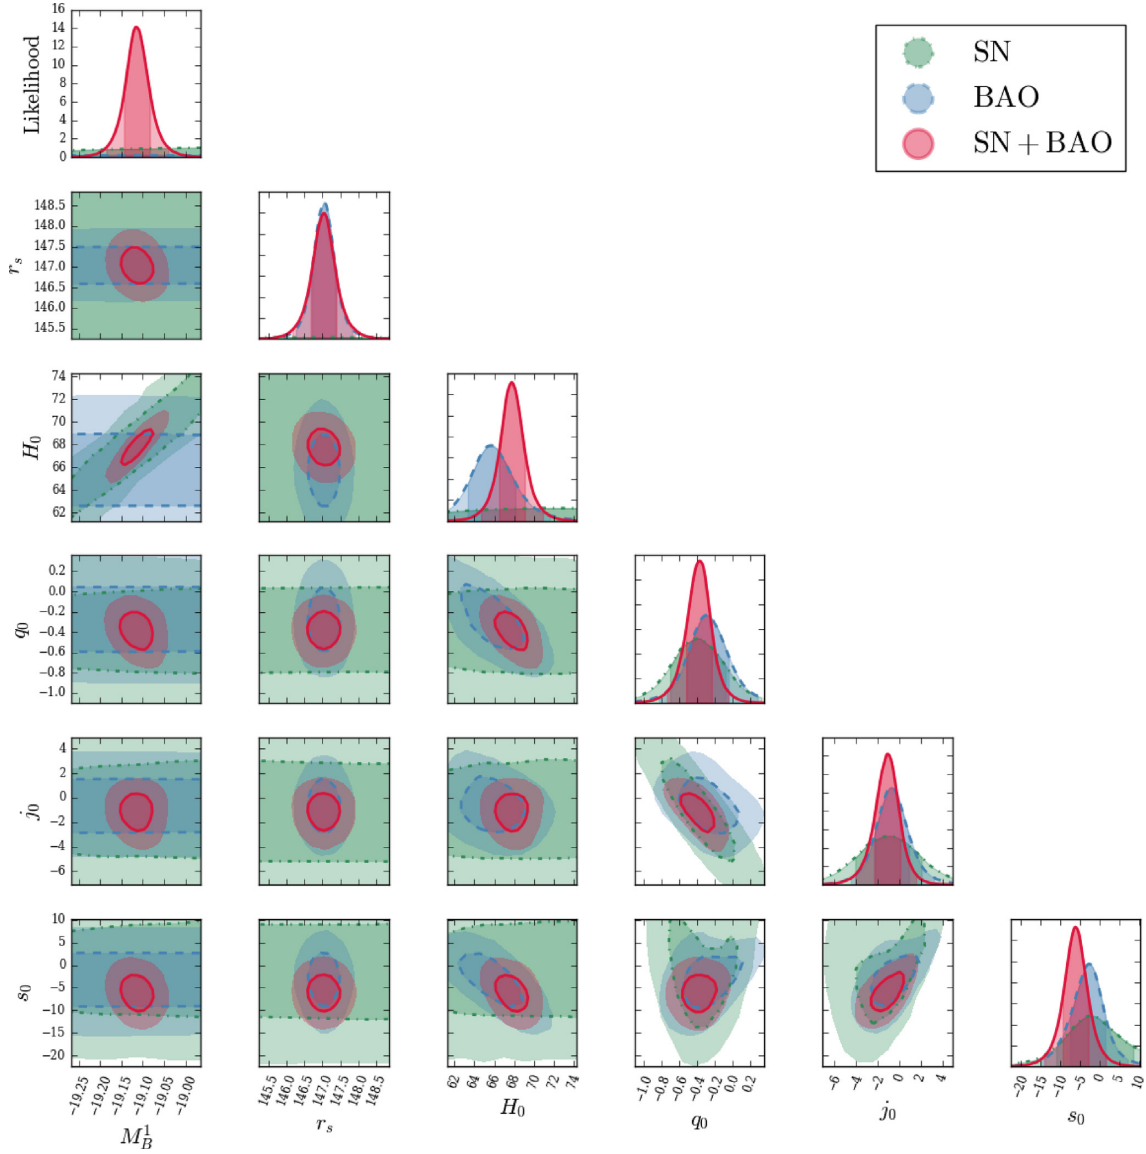 16
14
12
10
8
6
4
2
0
Likelihood
SN
BAO
SN + BAO
148.5
148.0
147.5
147.0
146.5
146.0
145.5
r_s
74
72
70
68
66
64
62
H_0
0.2
0.0
−0.2
−0.4
−0.6
−0.8
−1.0
q_0
4
2
0
−2
−4
−6
j_0
10
5
0
−5
−10
−15
−20
s_0
−19.25 −19.20 −19.15 −19.10 −19.05 −19.00
145.5 146.0 146.5 147.0 147.5 148.0 148.5
62 64 66 68 70 72 74
−1.0 −0.8 −0.6 −0.4 −0.2 0.0 0.2
−6 −4 −2 0 2 4
−20 −15 −10 −5 0 5 10
M_B^1 r_s H_0 q_0 j_0 s_0